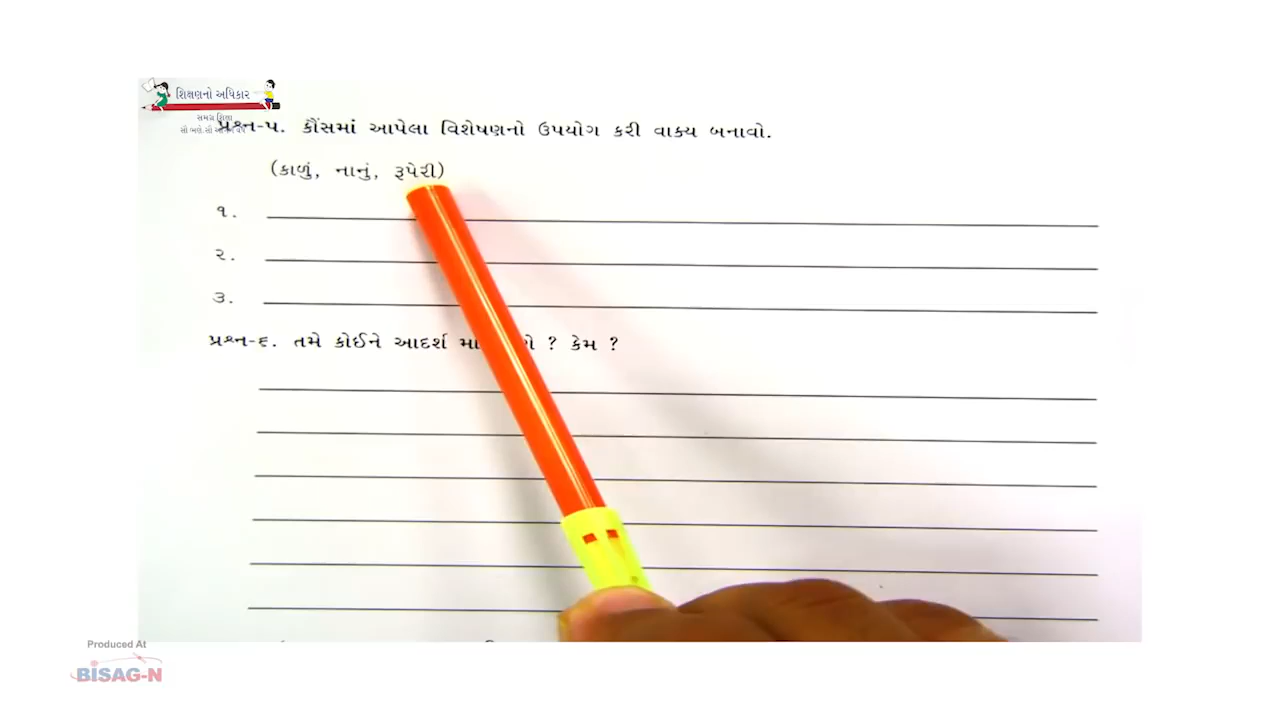 શિક્ષણનો અધિકાર
સમગ્ર શિક્ષા
પ્રશ્ન-૫. કૌંસમાં આપેલા વિશેષણનો ઉપયોગ કરી વાક્ય બનાવો.
(કાળું, નાનું, રૂપેરી)
૧.
૨.
૩.
પ્રશ્ન-૬. તમે કોઈને આદર્શ ? કેમ ?
Produced At
BISAG-N